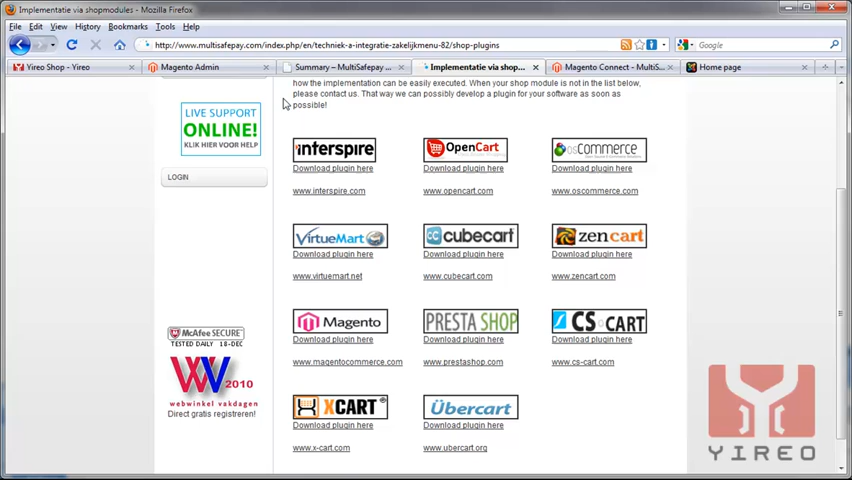 Implementatie via shopmodules - Mozilla Firefox
File Edit View History Bookmarks Tools Help
http://www.multisafepay.com/index.php/en/techniek-a-integratie-zakelijkmenu-82/shop-plugins
Google
Yireo Shop - Yireo
Magento Admin
Summary – MultiSafepay ...
Implementatie via shop...
Magento Connect - MultiS...
Home page
how the implementation can be easily executed. When your shop module is not in the list below,
please contact us. That way we can possibly develop a plugin for your software as soon as
possible!
LIVE SUPPORT
ONLINE!
KLIK HIER VOOR HELP
LOGIN
interspire OpenCart osCommerce
Download plugin here Download plugin here Download plugin here
www.interspire.com www.opencart.com www.oscommerce.com
VirtueMart cc cubecart zen cart
Download plugin here Download plugin here Download plugin here
www.virtuemart.net www.cubecart.com www.zencart.com
Magento PRESTA SHOP CS CART
Download plugin here Download plugin here Download plugin here
www.magentocommerce.com www.prestashop.com www.cs-cart.com
XCART® Übercart
Download plugin here Download plugin here
www.x-cart.com www.ubercart.org
McAfee SECURE™
TESTED DAILY 18-DEC
WV
2010
webwinkel vakdagen
Direct gratis registreren!
YIREO